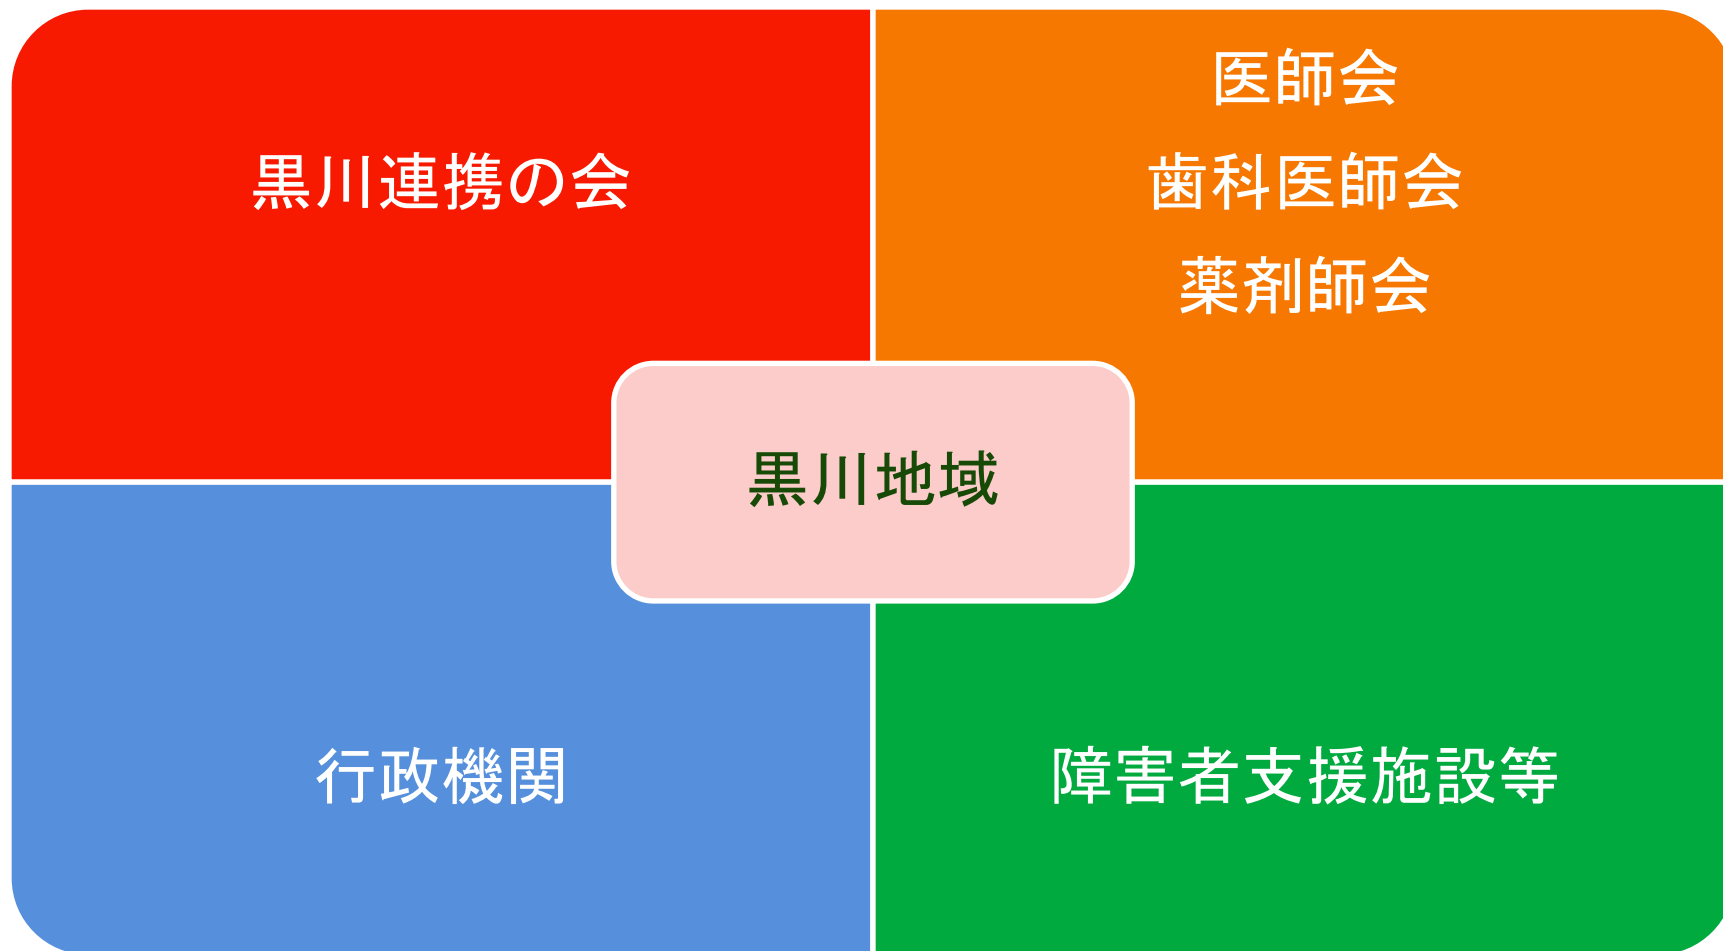 黒川連携の会
医師会
歯科医師会
薬剤師会
黒川地域
行政機関
障害者支援施設等